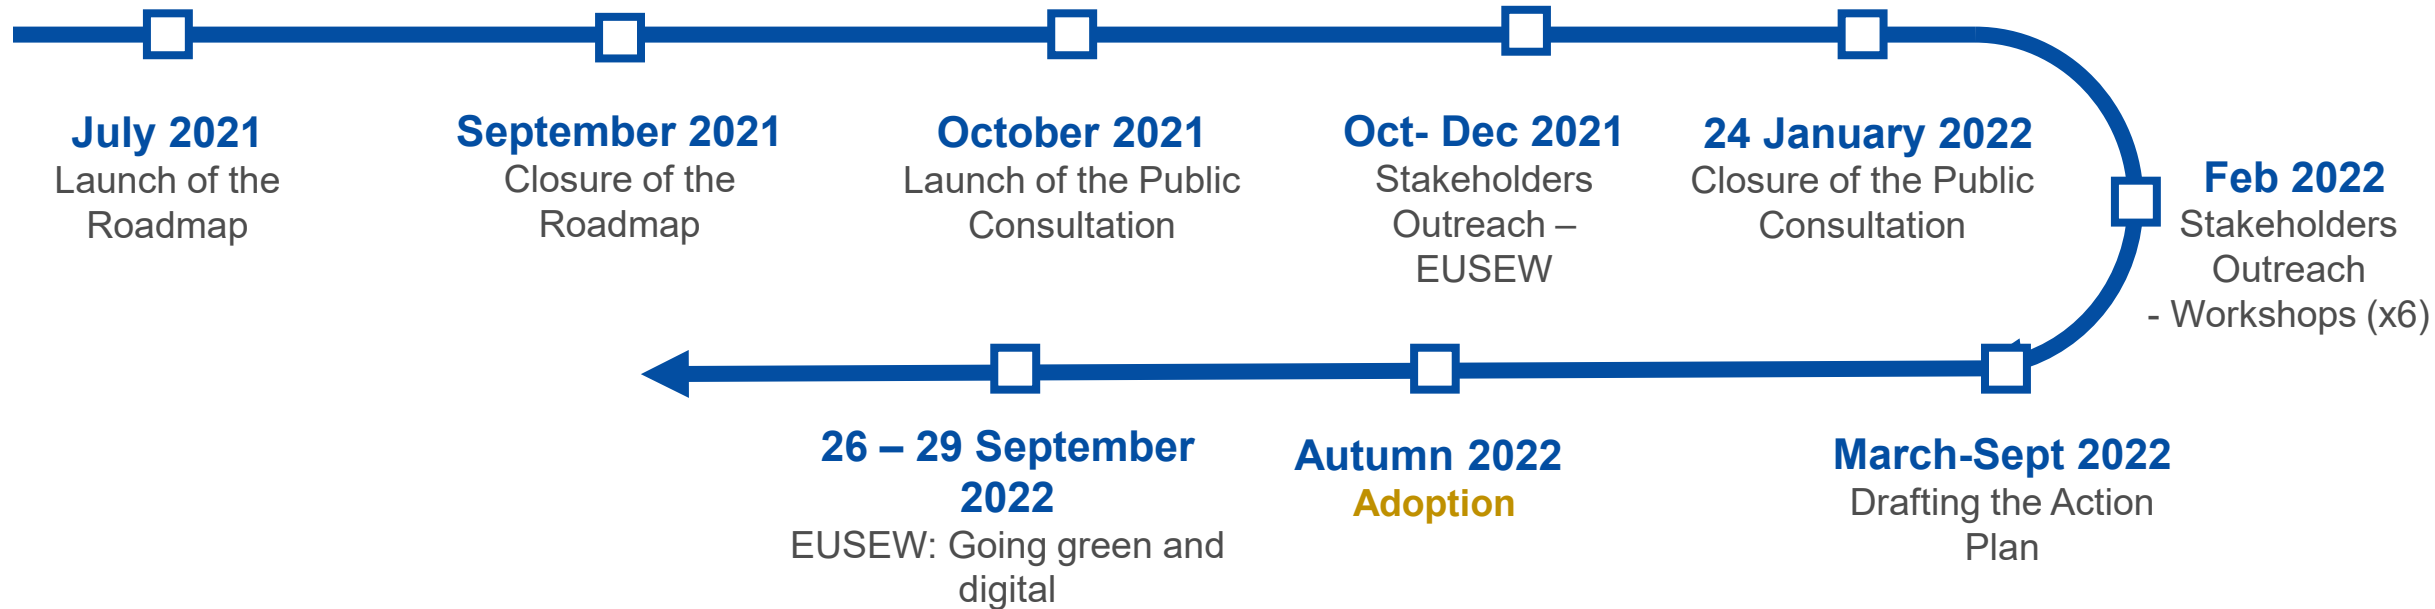 July 2021
Launch of the
Roadmap
September 2021
Closure of the
Roadmap
October 2021
Launch of the Public
Consultation
Oct- Dec 2021
Stakeholders
Outreach –
EUSEW
24 January 2022
Closure of the Public
Consultation
Feb 2022
Stakeholders
Outreach
- Workshops (x6)
March-Sept 2022
Drafting the Action
Plan
Autumn 2022
Adoption
26 – 29 September
2022
EUSEW: Going green and
digital